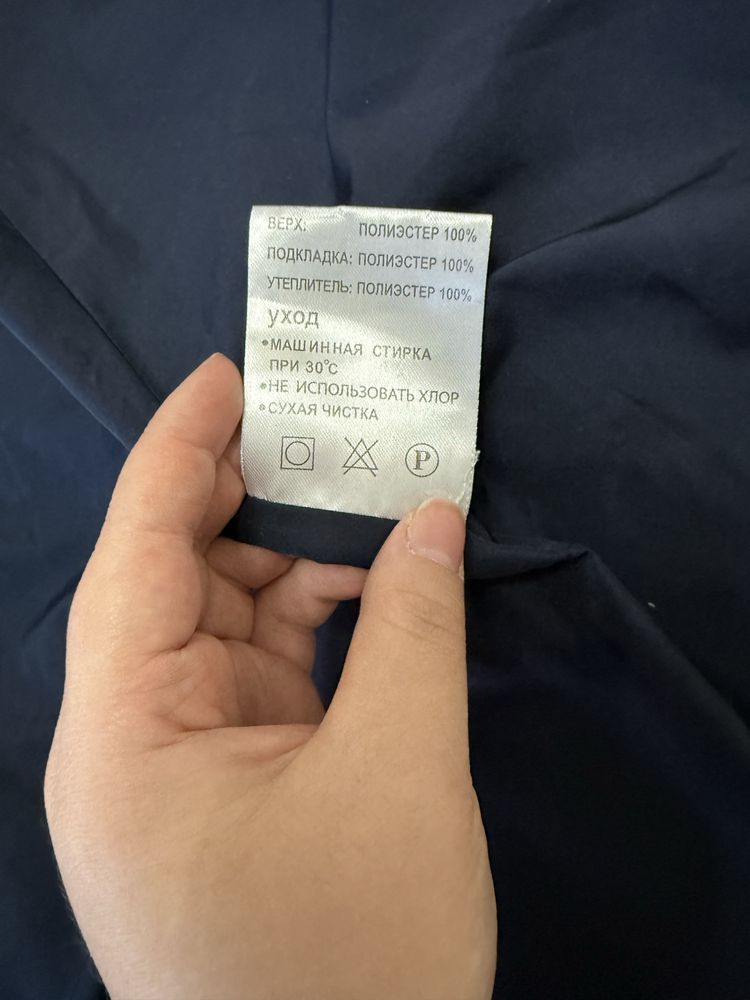 ВЕРХ: ПОЛИЭСТЕР 100%
ПОДКЛАДКА: ПОЛИЭСТЕР 100%
УТЕПЛИТЕЛЬ: ПОЛИЭСТЕР 100%
уход
•МАШИННАЯ СТИРКА
ПРИ 30°С
•НЕ ИСПОЛЬЗОВАТЬ ХЛОР
•СУХАЯ ЧИСТКА
P